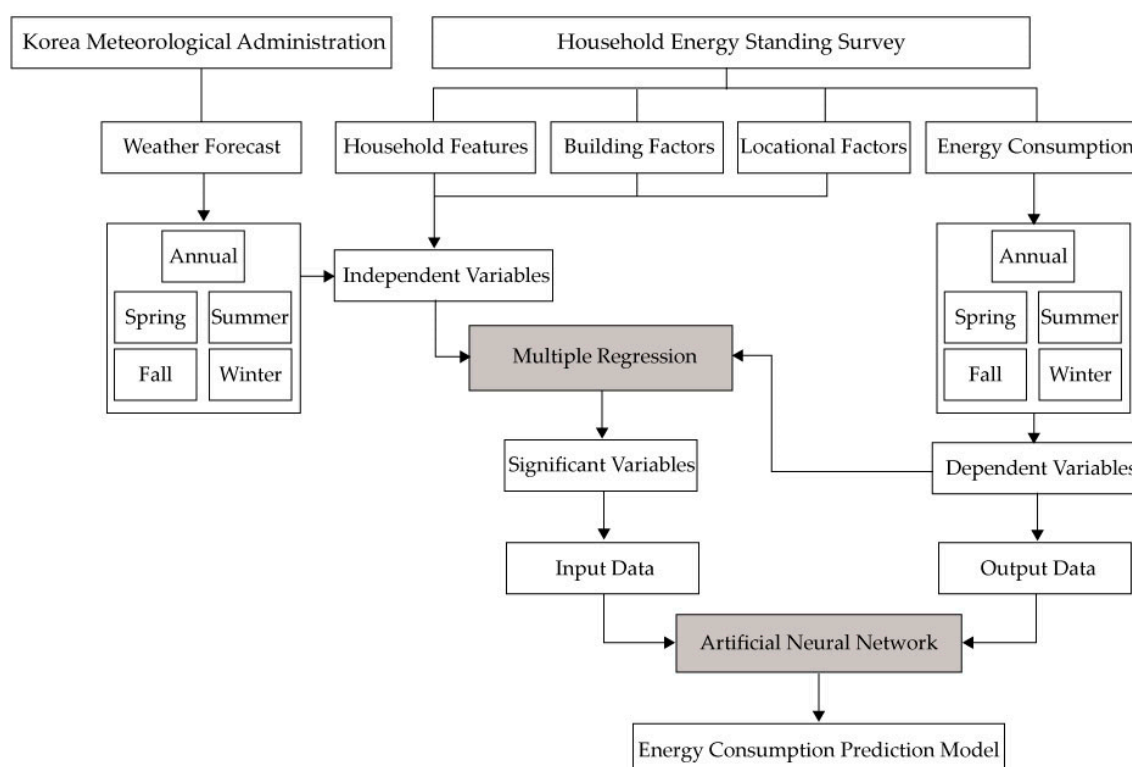 Korea Meteorological Administration
Household Energy Standing Survey
Weather Forecast
Household Features
Building Factors
Locational Factors
Energy Consumption
Annual
Spring
Summer
Fall
Winter
Independent Variables
Annual
Spring
Summer
Fall
Winter
Multiple Regression
Significant Variables
Dependent Variables
Input Data
Output Data
Artificial Neural Network
Energy Consumption Prediction Model